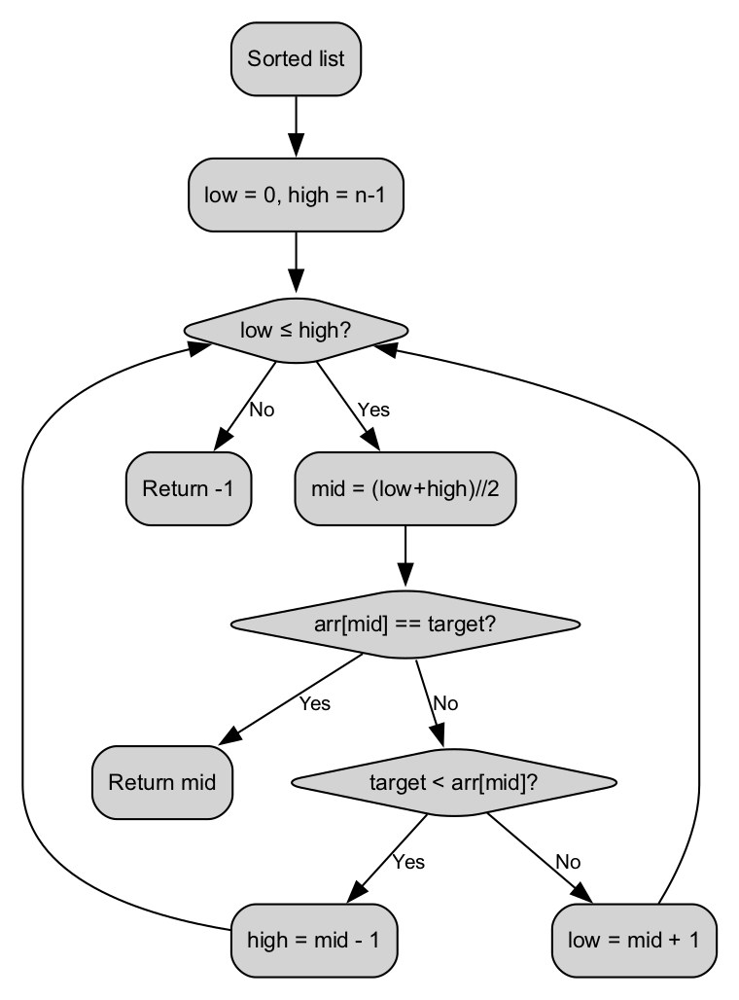 Sorted list
low = 0, high = n-1
low ≤ high?
No
Yes
Return -1
mid = (low+high)//2
arr[mid] == target?
Yes
No
Return mid
target < arr[mid]?
Yes
No
high = mid - 1
low = mid + 1